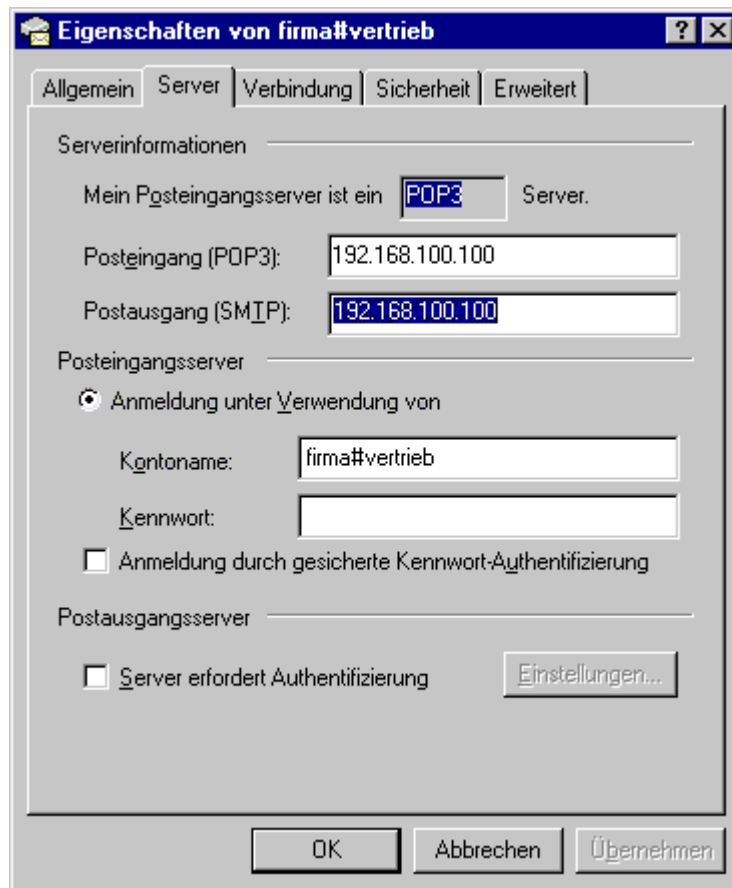 Eigenschaften von firma#vertrieb
Allgemein Server Verbindung Sicherheit Erweitert
Serverinformationen
Mein Posteingangsserver ist ein POP3 Server.
Posteingang (POP3): 192.168.100.100
Postausgang (SMTP): 192.168.100.100
Posteingangsserver
Anmeldung unter Verwendung von
Kontoname: firma#vertrieb
Kennwort:
Anmeldung durch gesicherte Kennwort-Authentifizierung
Postausgangsserver
Server erfordert Authentifizierung Einstellungen...
OK Abbrechen Übernehmen